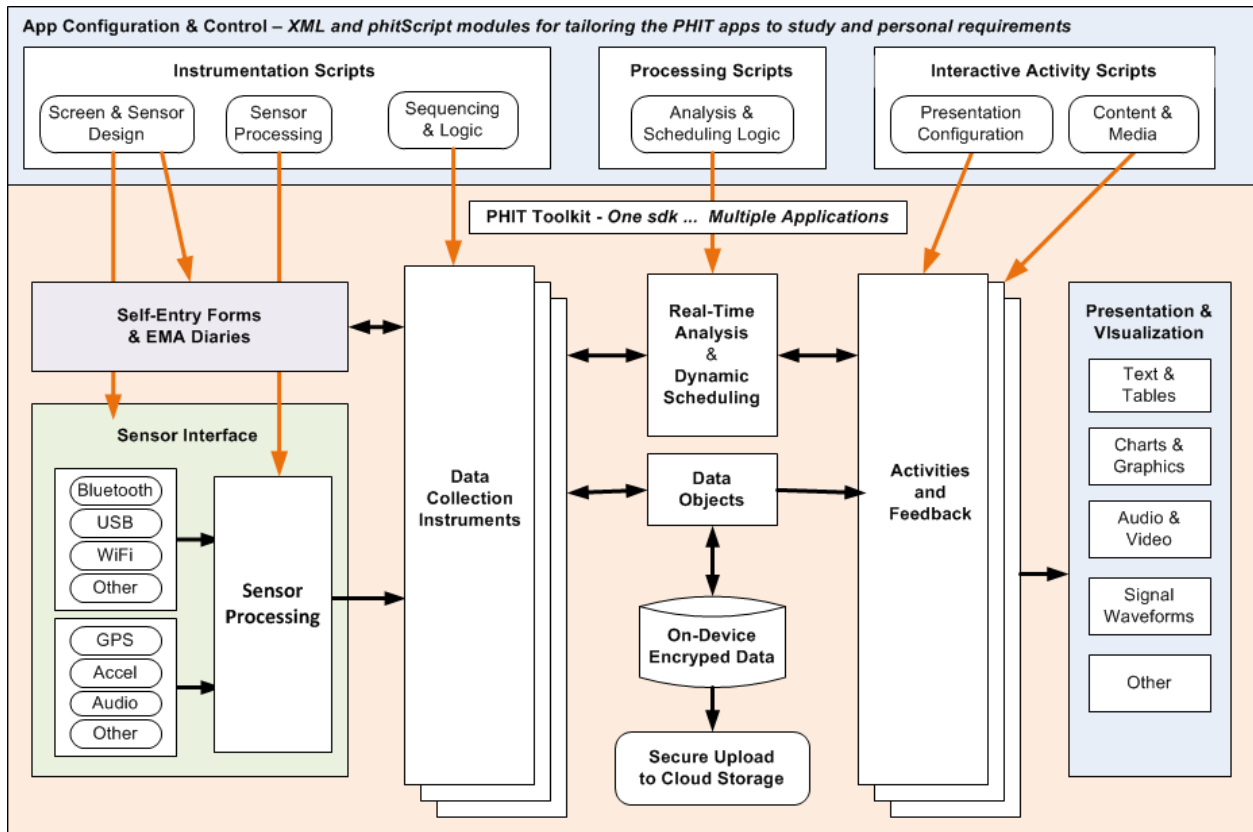 App Configuration & Control – XML and phitScript modules for tailoring the PHIT apps to study and personal requirements
Instrumentation Scripts
Screen & Sensor
Design
Sensor
Processing
Sequencing
& Logic
Processing Scripts
Analysis &
Scheduling Logic
Interactive Activity Scripts
Presentation
Configuration
Content &
Media
PHIT Toolkit - One sdk ... Multiple Applications
Self-Entry Forms
& EMA Diaries
Sensor Interface
Bluetooth
USB
WiFi
Other
GPS
Accel
Audio
Other
Sensor
Processing
Data
Collection
Instruments
Real-Time
Analysis
&
Dynamic
Scheduling
Data
Objects
On-Device
Encryped Data
Secure Upload
to Cloud Storage
Activities
and
Feedback
Presentation &
VIsualization
Text &
Tables
Charts &
Graphics
Audio &
Video
Signal
Waveforms
Other